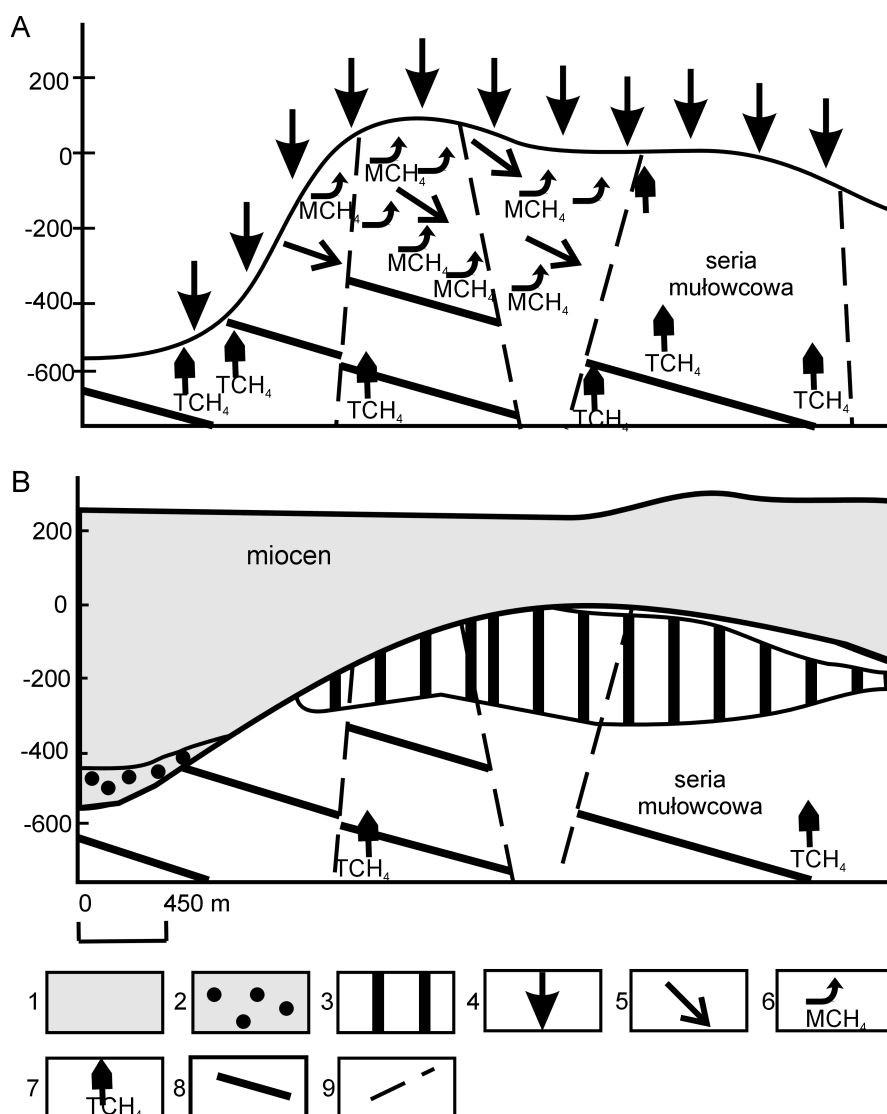 A
200
0
-200
-400
-600
MCH₄
MCH₄
MCH₄
MCH₄
MCH₄
MCH₄
seria
mułowcowa
TCH₄
TCH₄
TCH₄
TCH₄
TCH₄
TCH₄
B
200
0
-200
-400
-600
miocen
seria
mułowcowa
TCH₄
TCH₄
0 450 m
1 2 3 4 5 6 MCH₄
7 TCH₄ 8 9